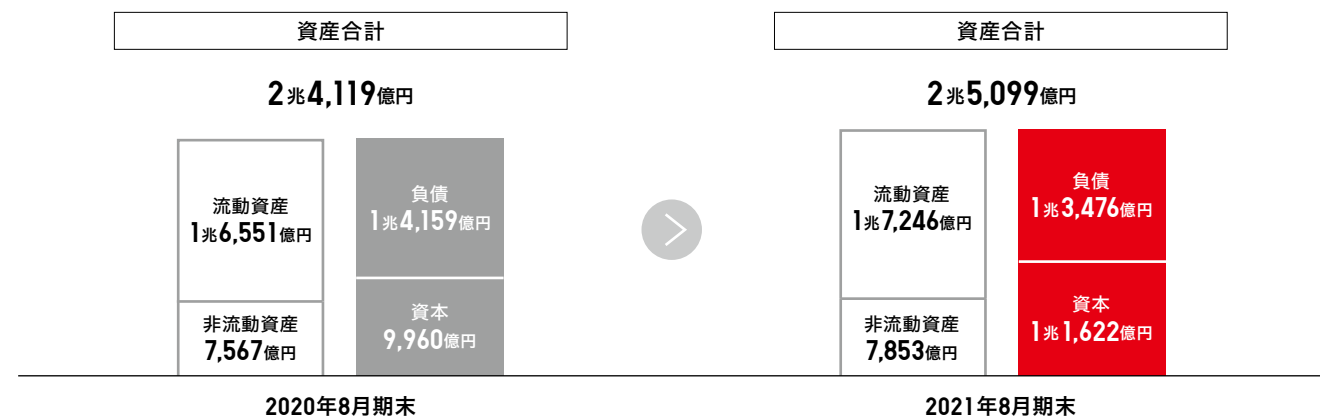 資産合計
2兆4,119億円
流動資産
1兆6,551億円
非流動資産
7,567億円
負債
1兆4,159億円
資本
9,960億円
2020年8月期末
資産合計
2兆5,099億円
流動資産
1兆7,246億円
非流動資産
7,853億円
負債
1兆3,476億円
資本
1兆1,622億円
2021年8月期末